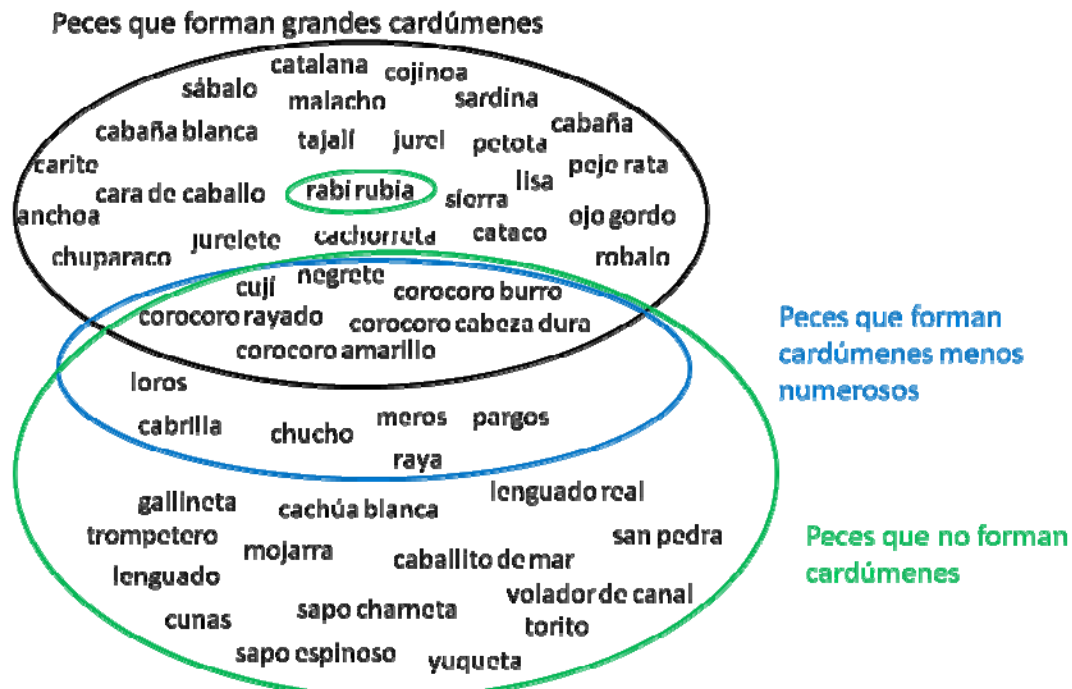 Peces que forman grandes cardúmenes
catalana
cojinoa
sábalo
malacho
sardina
cabaña blanca
tajalí
jurel
petota
cabaña
carite
peje rata
cara de caballo
rabi rubia
sierra
lisa
anchoa
ojo gordo
chuparaco
jurelete
cachorreta
cataco
robalo
cují
negrete
corocoro burro
corocoro rayado
corocoro cabeza dura
corocoro amarillo
Peces que forman
cardúmenes menos
numerosos
loros
cabrilla
chucho
meros
pargos
raya
gallineta
cachúa blanca
lenguado real
trompetero
mojarra
san pedra
caballito de mar
Peces que no forman
cardúmenes
lenguado
cunas
sapo chameta
volador de canal
torito
sapo espinoso
yuqueta